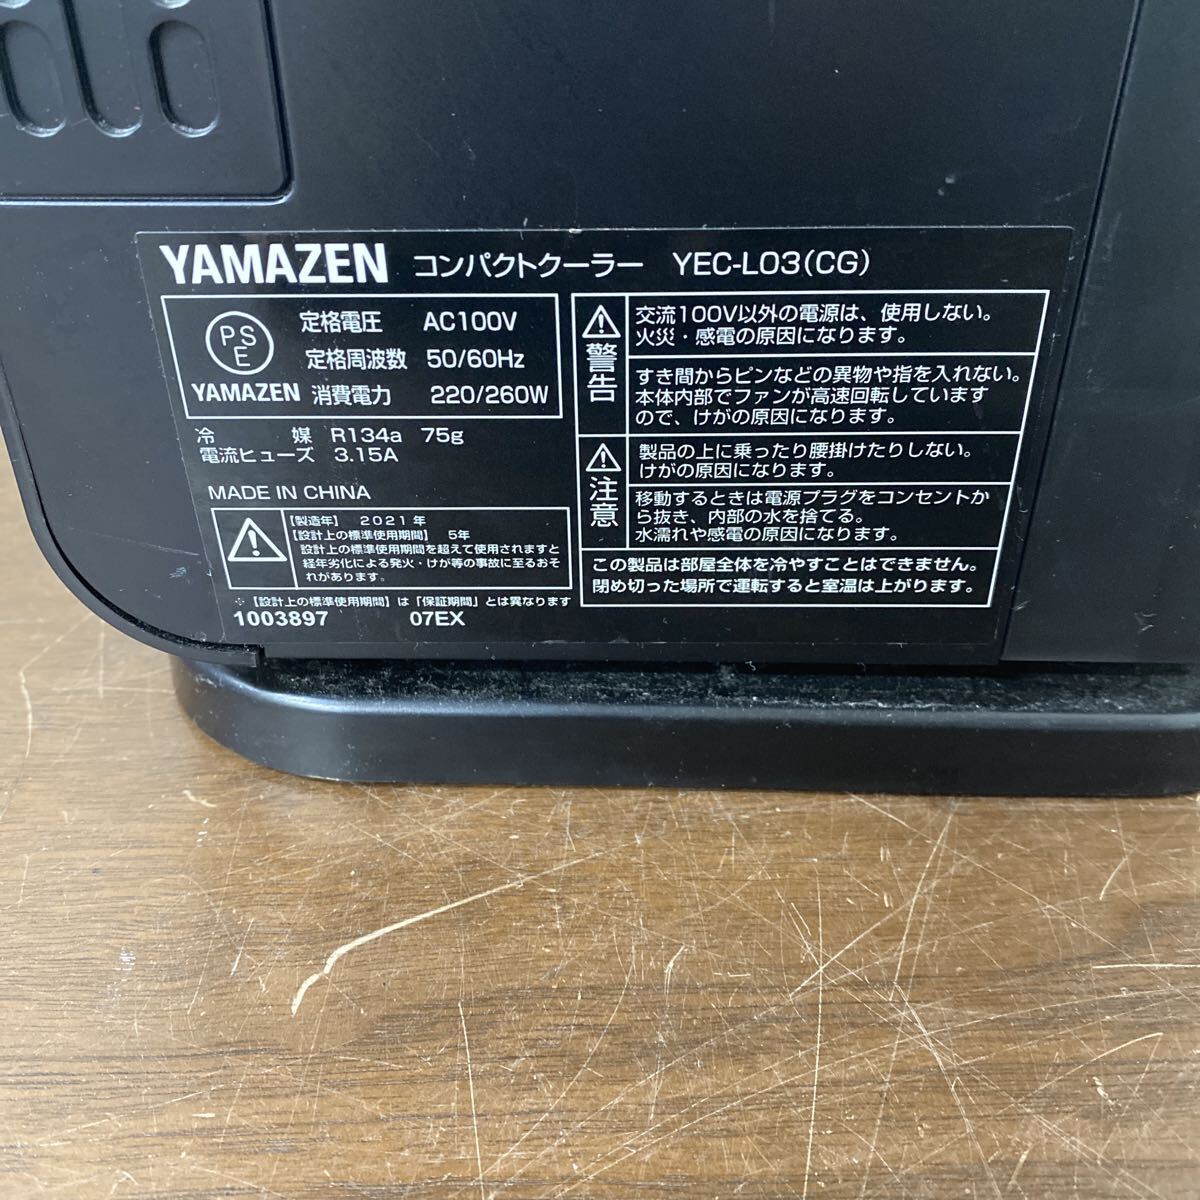 YAMAZEN コンパクトクーラー YEC-L03(CG)
PSE
YAMAZEN
定格電圧 AC100V
定格周波数 50/60Hz
消費電力 220/260W
冷媒 R134a 75g
電流ヒューズ 3.15A
MADE IN CHINA
【製造年】 2021年
【設計上の標準使用期間】 5年
設計上の標準使用期間を超えて使用されますと
経年劣化による発火・けが等の事故に至るおそ
れがあります。
※【設計上の標準使用期間】は「保証期間」とは異なります
1003897 07EX
警告
交流100V以外の電源は、使用しない。
火災・感電の原因になります。
すき間からピンなどの異物や指を入れない。
本体内部でファンが高速回転しています
ので、けがの原因になります。
注意
製品の上に乗ったり腰掛けたりしない。
けがの原因になります。
移動するときは電源プラグをコンセントか
ら抜き、内部の水を捨てる。
水濡れや感電の原因になります。
この製品は部屋全体を冷やすことはできません。
閉め切った場所で運転すると室温は上がります。